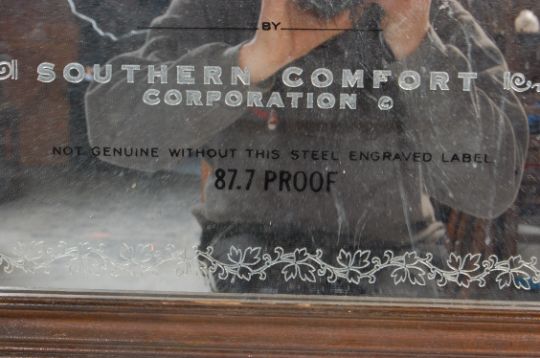 BY
SOUTHERN COMFORT
CORPORATION ©
NOT GENUINE WITHOUT THIS STEEL ENGRAVED LABEL
87.7 PROOF